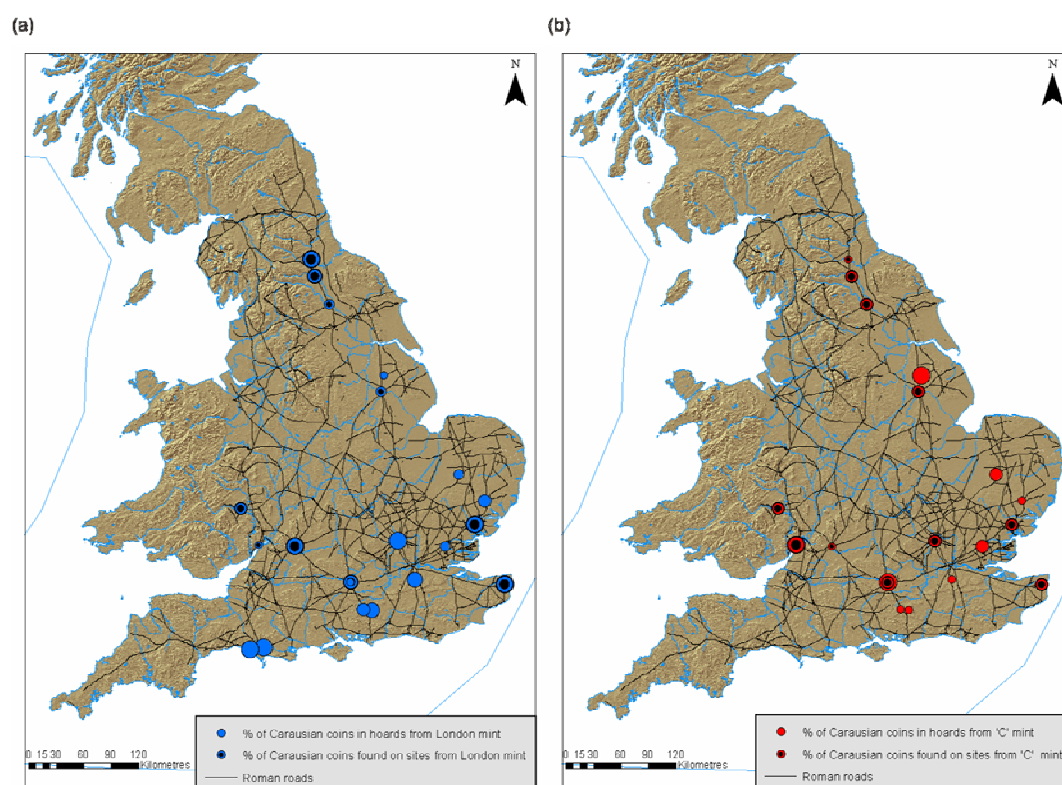 (a)
N
% of Carausian coins in hoards from London mint
% of Carausian coins found on sites from London mint
Roman roads
0 15 30 60 90 120
Kilometres
(b)
N
% of Carausian coins in hoards from 'C' mint
% of Carausian coins found on sites from "C" mint
Roman roads
0 15 30 60 90 120
Kilometres